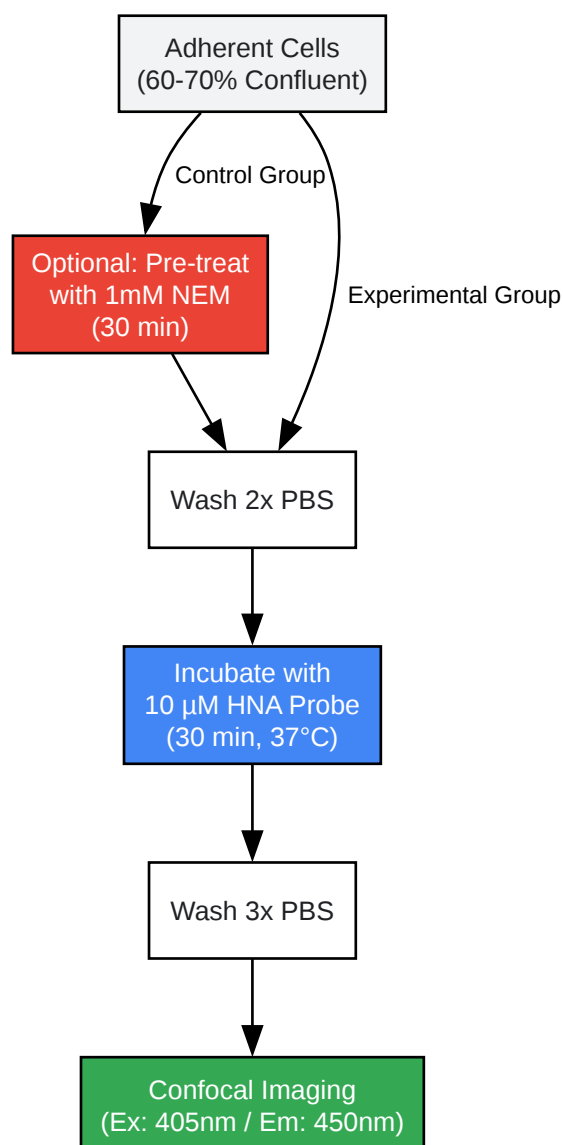 Adherent Cells
(60-70% Confluent)
Control Group
Optional: Pre-treat
with 1mM NEM
(30 min)
Experimental Group
Wash 2x PBS
Incubate with
10 µM HNA Probe
(30 min, 37°C)
Wash 3x PBS
Confocal Imaging
(Ex: 405nm / Em: 450nm)